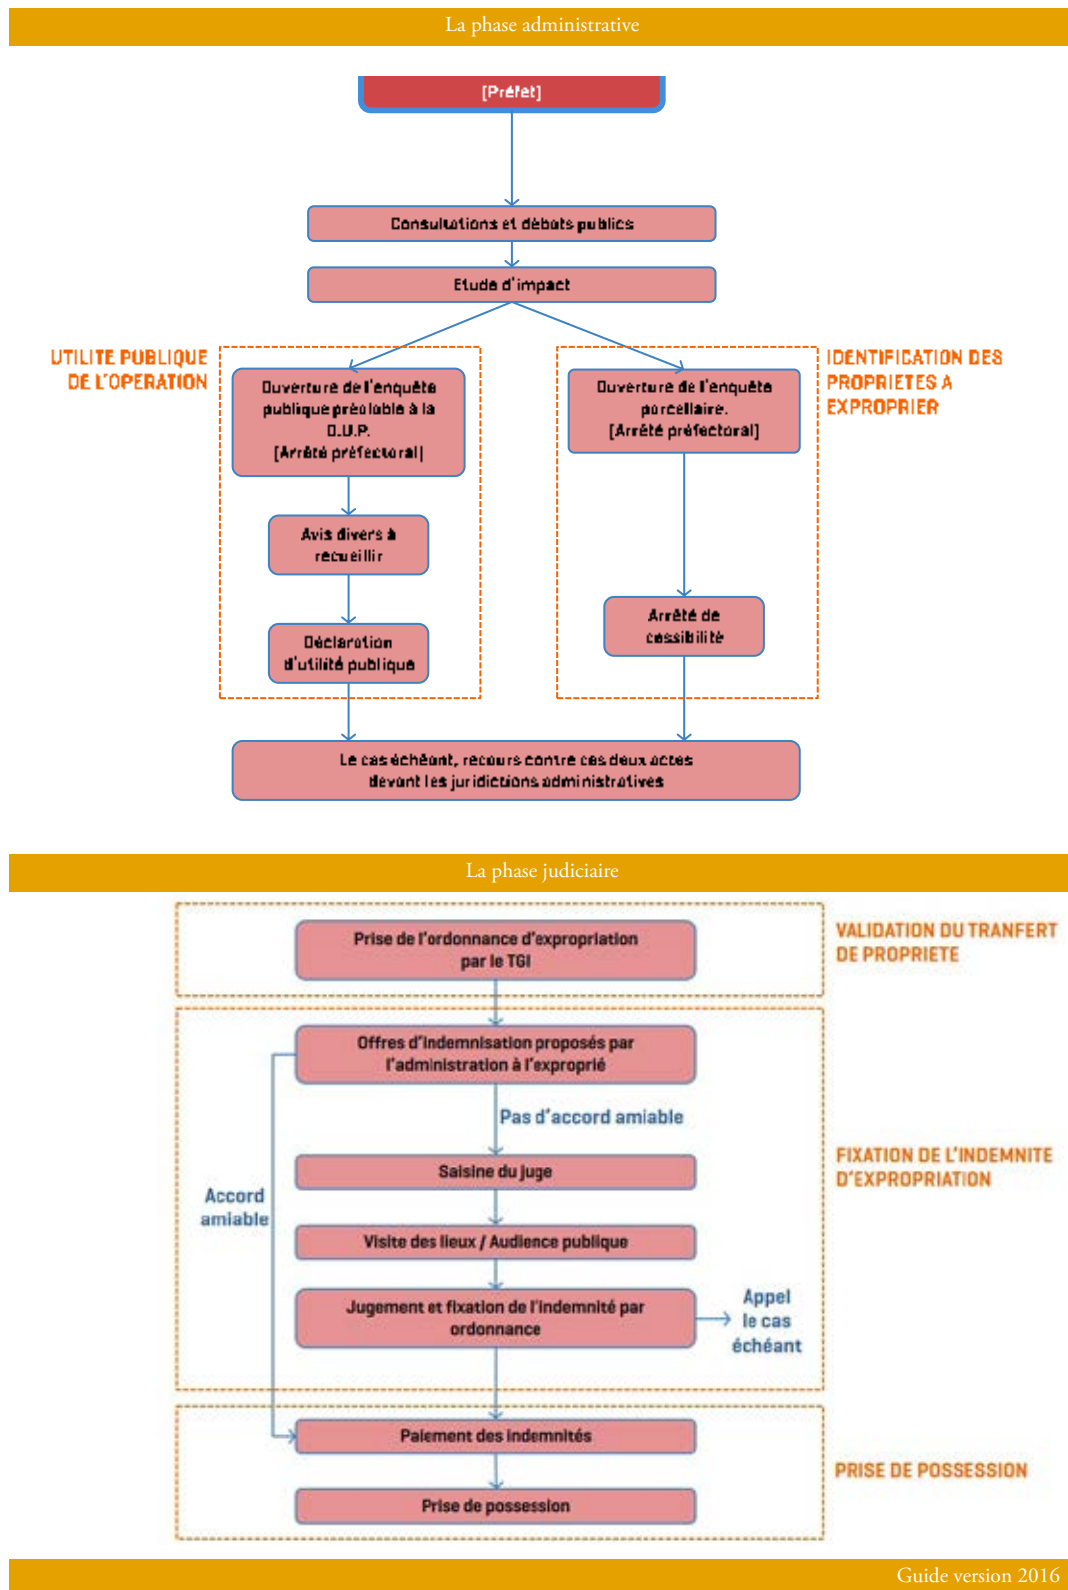 La phase administrative
[Préfet]
Consultations et débats publics
Etude d'impact
UTILITE PUBLIQUE
DE L'OPERATION
IDENTIFICATION DES
PROPRIETES A
EXPROPRIER
Ouverture de l'enquête
publique préalable à la
D.U.P.
[Arrêté préfectoral]
Ouverture de l'enquête
parcellaire.
[Arrêté préfectoral]
Avis divers à
recueillir
Déclaration
d'utilité publique
Arrêté de
cessibilité
Le cas échéant, recours contre ces deux actes
devant les juridictions administratives
La phase judiciaire
Prise de l'ordonnance d'expropriation
par le TGI
VALIDATION DU TRANFERT
DE PROPRIETE
Offres d'indemnisation proposés par
l'administration à l'exproprié
Pas d'accord amiable
Saisine du juge
FIXATION DE L'INDEMNITE
D'EXPROPRIATION
Accord
amiable
Visite des lieux / Audience publique
Jugement et fixation de l'indemnité par
ordonnance
Appel
le cas
échéant
Paiement des indemnités
PRISE DE POSSESSION
Prise de possession
Guide version 2016